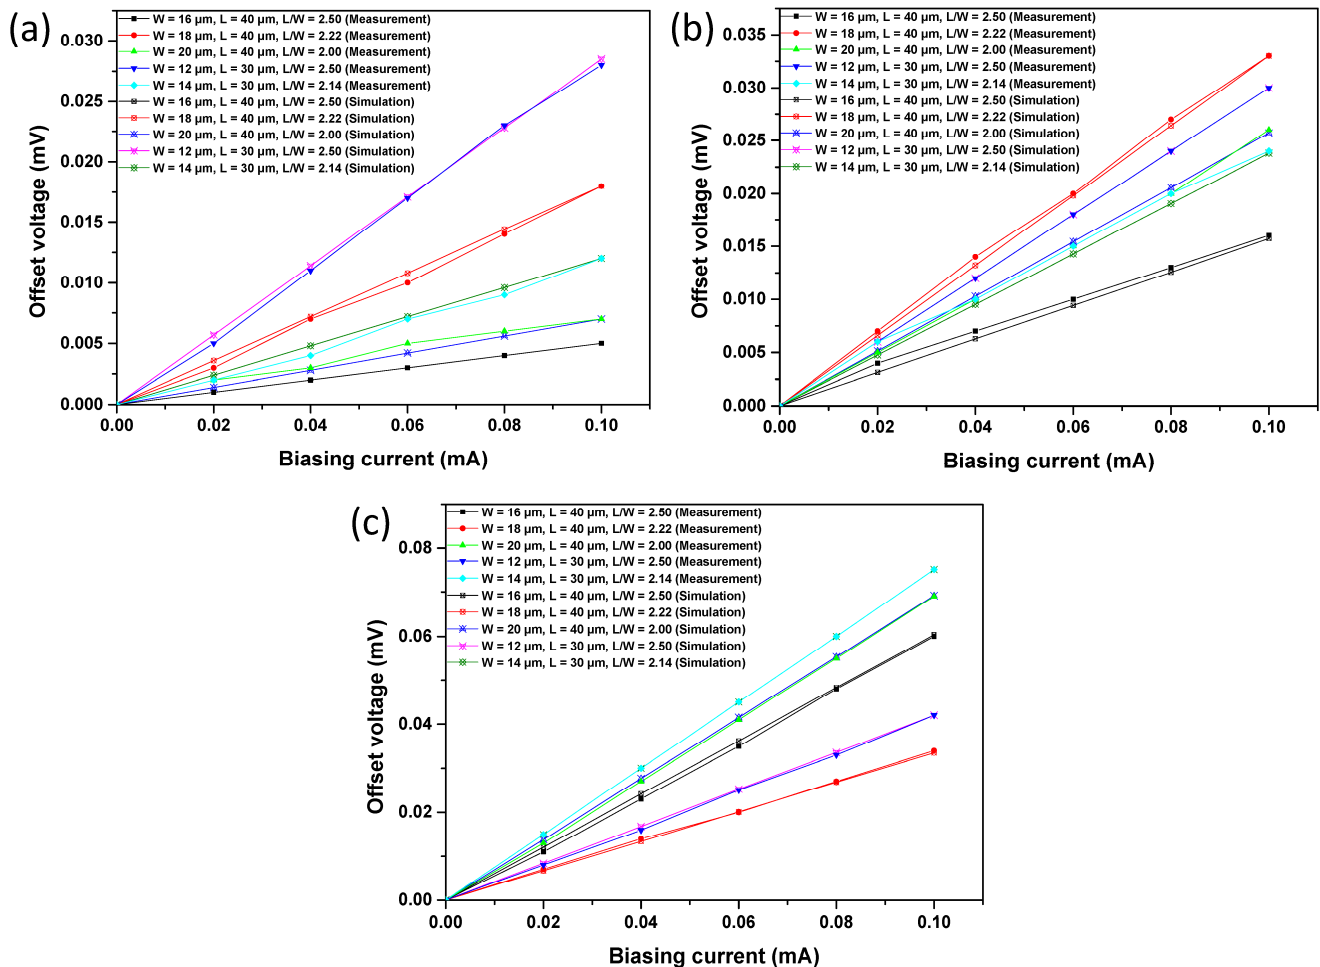 (a)
W = 16 µm, L = 40 µm, L/W = 2.50 (Measurement)
W = 18 µm, L = 40 µm, L/W = 2.22 (Measurement)
W = 20 µm, L = 40 µm, L/W = 2.00 (Measurement)
W = 12 µm, L = 30 µm, L/W = 2.50 (Measurement)
W = 14 µm, L = 30 µm, L/W = 2.14 (Measurement)
W = 16 µm, L = 40 µm, L/W = 2.50 (Simulation)
W = 18 µm, L = 40 µm, L/W = 2.22 (Simulation)
W = 20 µm, L = 40 µm, L/W = 2.00 (Simulation)
W = 12 µm, L = 30 µm, L/W = 2.50 (Simulation)
W = 14 µm, L = 30 µm, L/W = 2.14 (Simulation)
0.030
0.025
0.020
0.015
0.010
0.005
0.000
Offset voltage (mV)
0.00 0.02 0.04 0.06 0.08 0.10
Biasing current (mA)
(b)
W = 16 µm, L = 40 µm, L/W = 2.50 (Measurement)
W = 18 µm, L = 40 µm, L/W = 2.22 (Measurement)
W = 20 µm, L = 40 µm, L/W = 2.00 (Measurement)
W = 12 µm, L = 30 µm, L/W = 2.50 (Measurement)
W = 14 µm, L = 30 µm, L/W = 2.14 (Measurement)
W = 16 µm, L = 40 µm, L/W = 2.50 (Simulation)
W = 18 µm, L = 40 µm, L/W = 2.22 (Simulation)
W = 20 µm, L = 40 µm, L/W = 2.00 (Simulation)
W = 12 µm, L = 30 µm, L/W = 2.50 (Simulation)
W = 14 µm, L = 30 µm, L/W = 2.14 (Simulation)
0.035
0.030
0.025
0.020
0.015
0.010
0.005
0.000
Offset voltage (mV)
0.00 0.02 0.04 0.06 0.08 0.10
Biasing current (mA)
(c)
W = 16 µm, L = 40 µm, L/W = 2.50 (Measurement)
W = 18 µm, L = 40 µm, L/W = 2.22 (Measurement)
W = 20 µm, L = 40 µm, L/W = 2.00 (Measurement)
W = 12 µm, L = 30 µm, L/W = 2.50 (Measurement)
W = 14 µm, L = 30 µm, L/W = 2.14 (Measurement)
W = 16 µm, L = 40 µm, L/W = 2.50 (Simulation)
W = 18 µm, L = 40 µm, L/W = 2.22 (Simulation)
W = 20 µm, L = 40 µm, L/W = 2.00 (Simulation)
W = 12 µm, L = 30 µm, L/W = 2.50 (Simulation)
W = 14 µm, L = 30 µm, L/W = 2.14 (Simulation)
0.08
0.06
0.04
0.02
0.00
Offset voltage (mV)
0.00 0.02 0.04 0.06 0.08 0.10
Biasing current (mA)